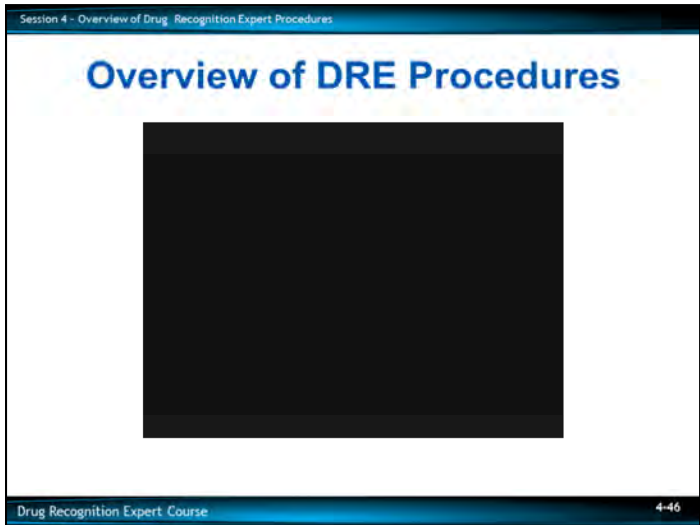 Session 4 - Overview of Drug Recognition Expert Procedures
Overview of DRE Procedures
Drug Recognition Expert Course
4-46